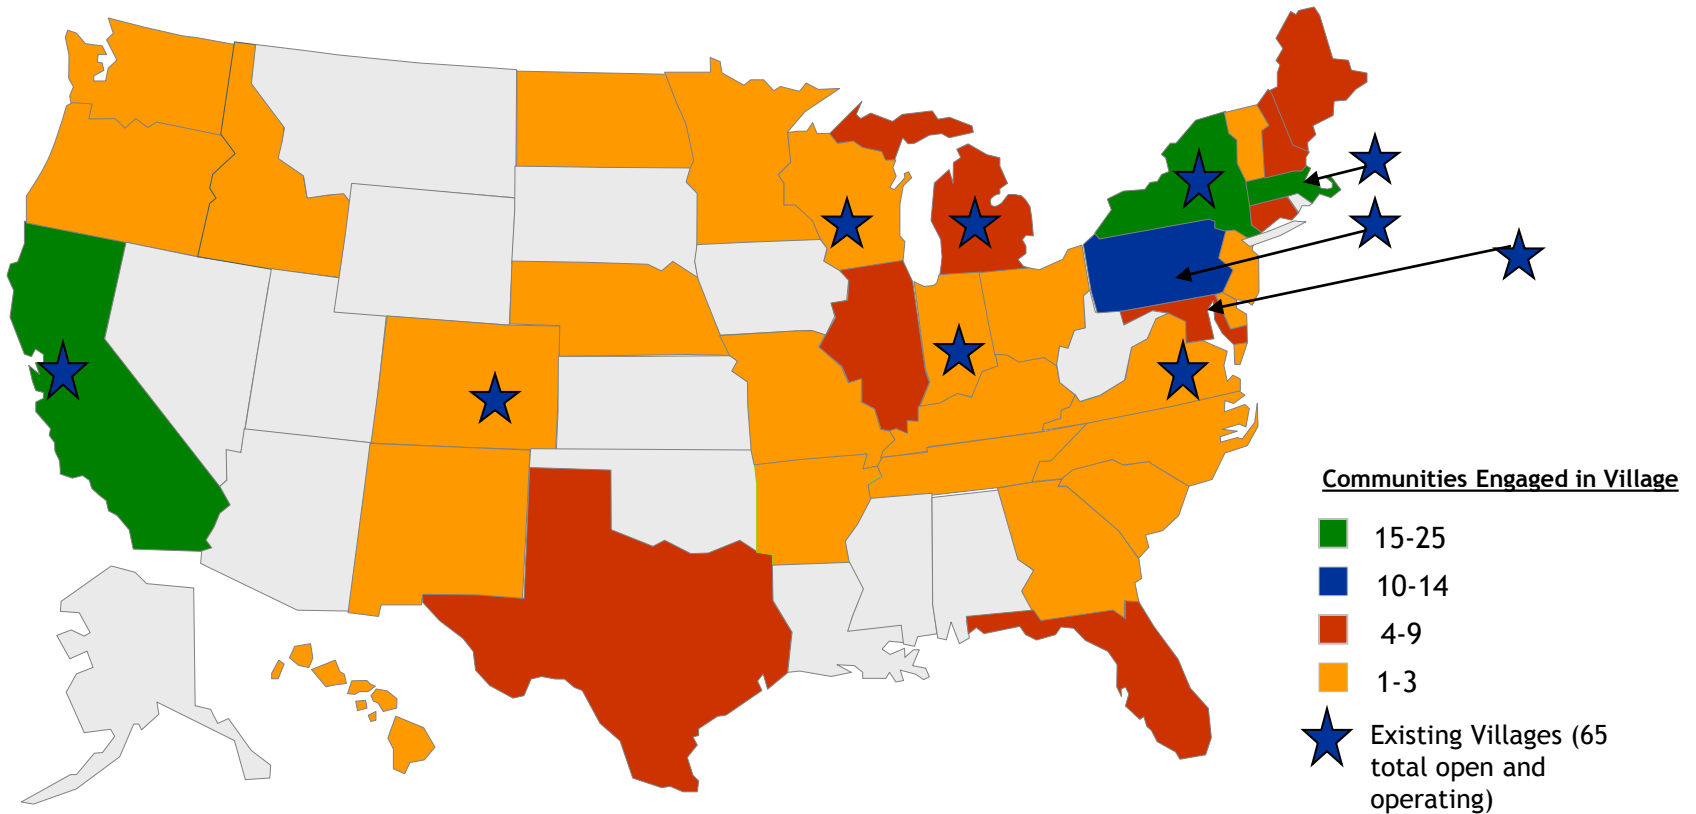 Communities Engaged in Village
15-25
10-14
4-9
1-3
Existing Villages (65
total open and
operating)